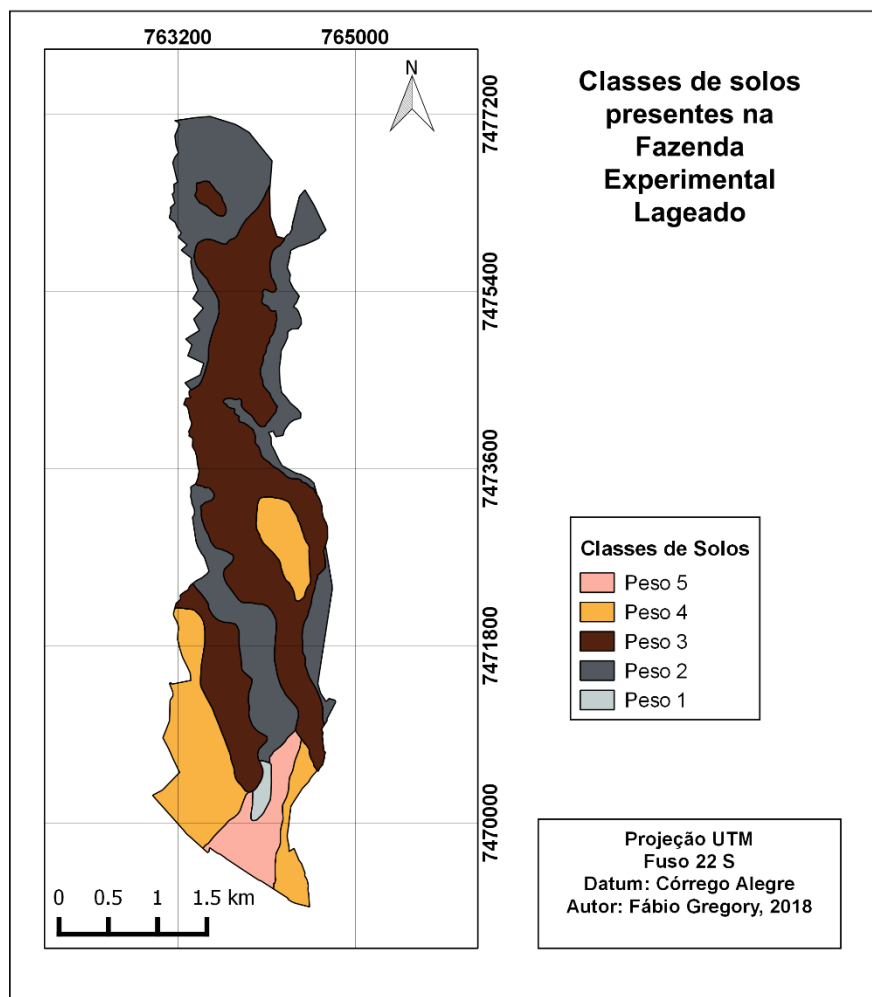 763200
765000
N
Classes de solos
presentes na
Fazenda
Experimental
Lageado
7477200
7475400
7473600
7471800
7470000
Classes de Solos
Peso 5
Peso 4
Peso 3
Peso 2
Peso 1
0 0.5 1 1.5 km
Projeção UTM
Fuso 22 S
Datum: Córrego Alegre
Autor: Fábio Gregory, 2018